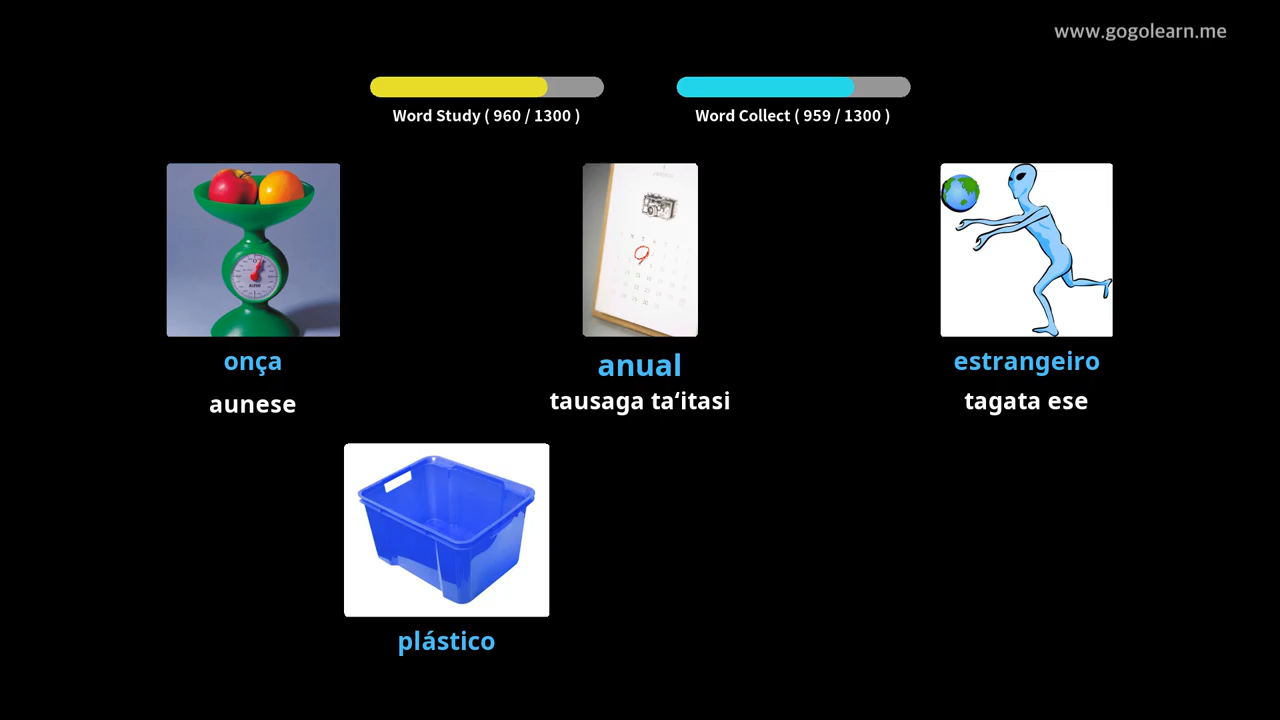 www.gogolearn.me
Word Study ( 960 / 1300 )
Word Collect ( 959 / 1300 )
onça
anual
estrangeiro
aunese
tausaga ta‘itasi
tagata ese
plástico